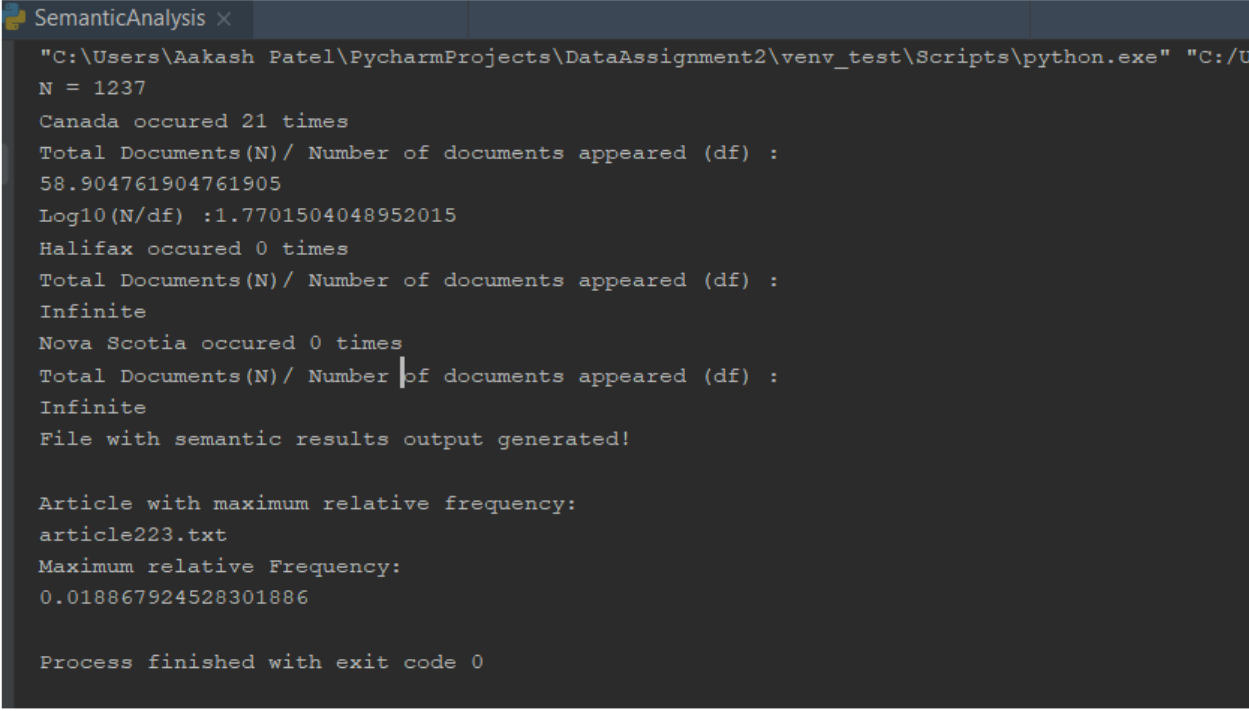 SemanticAnalysis ×
"C:\Users\Aakash Patel\PycharmProjects\DataAssignment2\venv_test\Scripts\python.exe" "C:/U
N = 1237
Canada occured 21 times
Total Documents(N)/ Number of documents appeared (df) :
58.904761904761905
Log10(N/df) :1.7701504048952015
Halifax occured 0 times
Total Documents(N)/ Number of documents appeared (df) :
Infinite
Nova Scotia occured 0 times
Total Documents(N)/ Number of documents appeared (df) :
Infinite
File with semantic results output generated!
Article with maximum relative frequency:
article223.txt
Maximum relative Frequency:
0.018867924528301886
Process finished with exit code 0